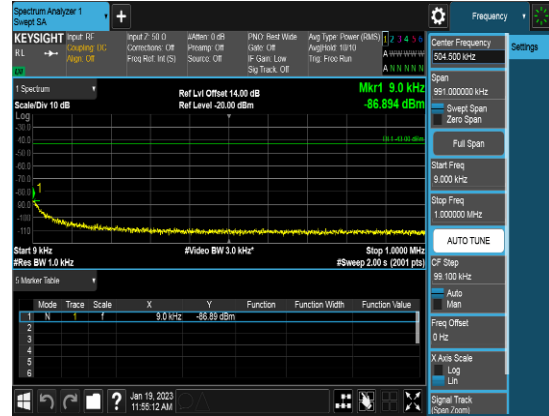 Spectrum Analyzer 1
Swept SA
+
Frequency
KEYSIGHT
RL
Input: RF
Coupling: DC
Align: Off
Input Z: 50 Ω
Corrections: Off
Freq Ref: Int (S)
#Atten: 0 dB
Preamp: Off
Source: Off
PNO: Best Wide
Gate: Off
IF Gain: Low
Sig Track: Off
Avg Type: Power (RMS)
Avg|Hold: 10/10
Trig: Free Run
1 2 3 4 5 6
A W W W W W
A N N N N N
1 Spectrum
Scale/Div 10 dB
Ref Lvl Offset 14.00 dB
Ref Level -20.00 dBm
Mkr1 9.0 kHz
-86.894 dBm
Log
-30.0
-40.0
-50.0
-60.0
-70.0
-80.0
-90.0
-100
-110
1
Start 9 kHz
#Res BW 1.0 kHz
#Video BW 3.0 kHz*
Stop 1.0000 MHz
#Sweep 2.00 s (2001 pts)
5 Marker Table
Mode Trace Scale X Y Function Function Width Function Value
1 N 1 f 9.0 kHz -86.89 dBm
2
3
4
5
6
Jan 19, 2023
11:55:12 AM
?
Center Frequency
504.500 kHz
Settings
Span
991.000000 kHz
Swept Span
Zero Span
Full Span
Start Freq
9.000 kHz
Stop Freq
1.000000 MHz
AUTO TUNE
CF Step
99.100 kHz
Auto
Man
Freq Offset
0 Hz
X Axis Scale
Log
Lin
Signal Track
(Span Zoom)